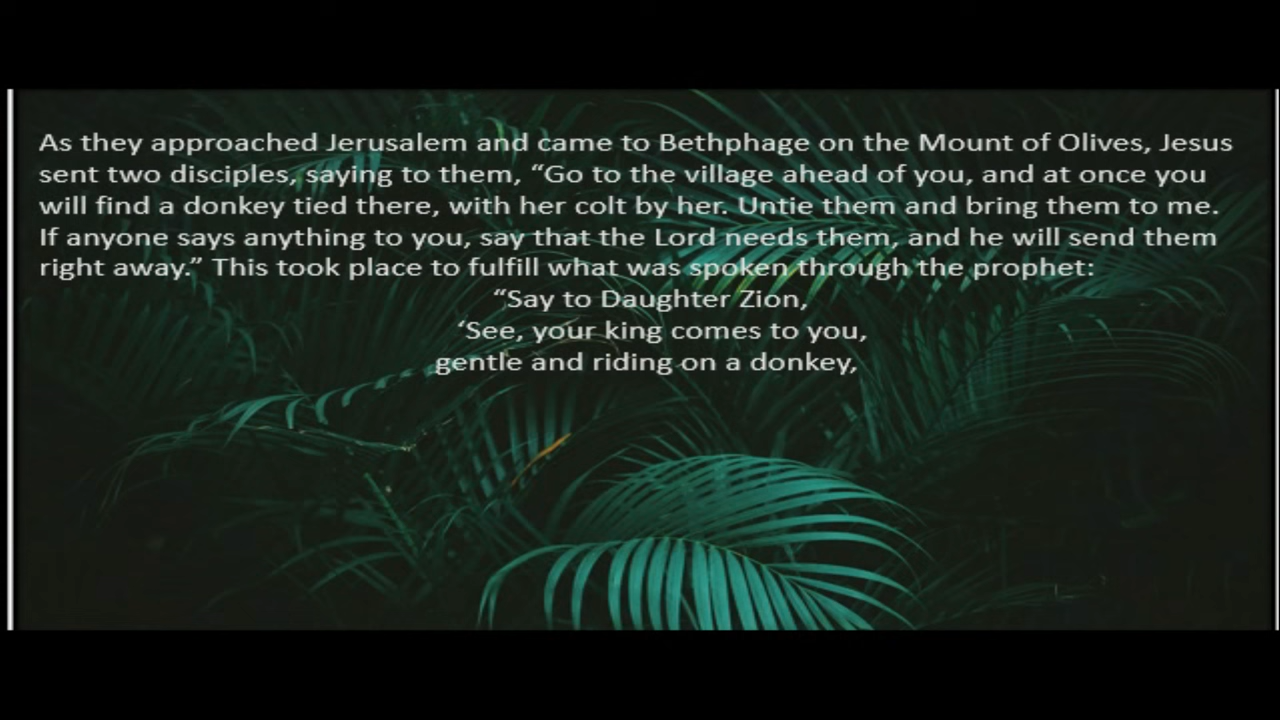 As they approached Jerusalem and came to Bethphage on the Mount of Olives, Jesus
sent two disciples, saying to them, “Go to the village ahead of you, and at once you
will find a donkey tied there, with her colt by her. Untie them and bring them to me.
If anyone says anything to you, say that the Lord needs them, and he will send them
right away.” This took place to fulfill what was spoken through the prophet:
“Say to Daughter Zion,
‘See, your king comes to you,
gentle and riding on a donkey,